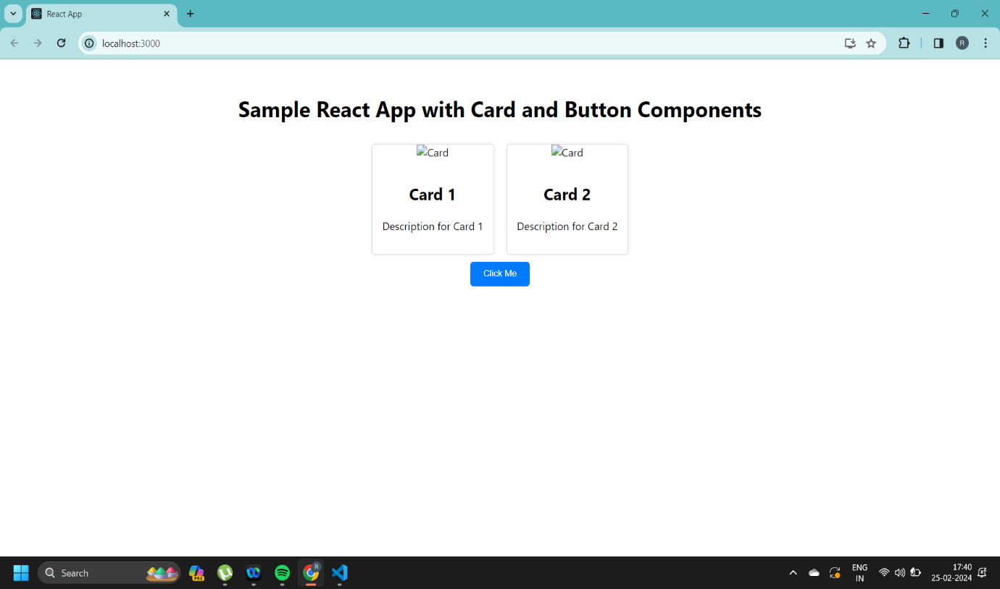 React App
localhost:3000
R
Sample React App with Card and Button Components
Card Card
Card 1 Card 2
Description for Card 1 Description for Card 2
Click Me
Search
PRE
R
ENG
IN
17:40
25-02-2024